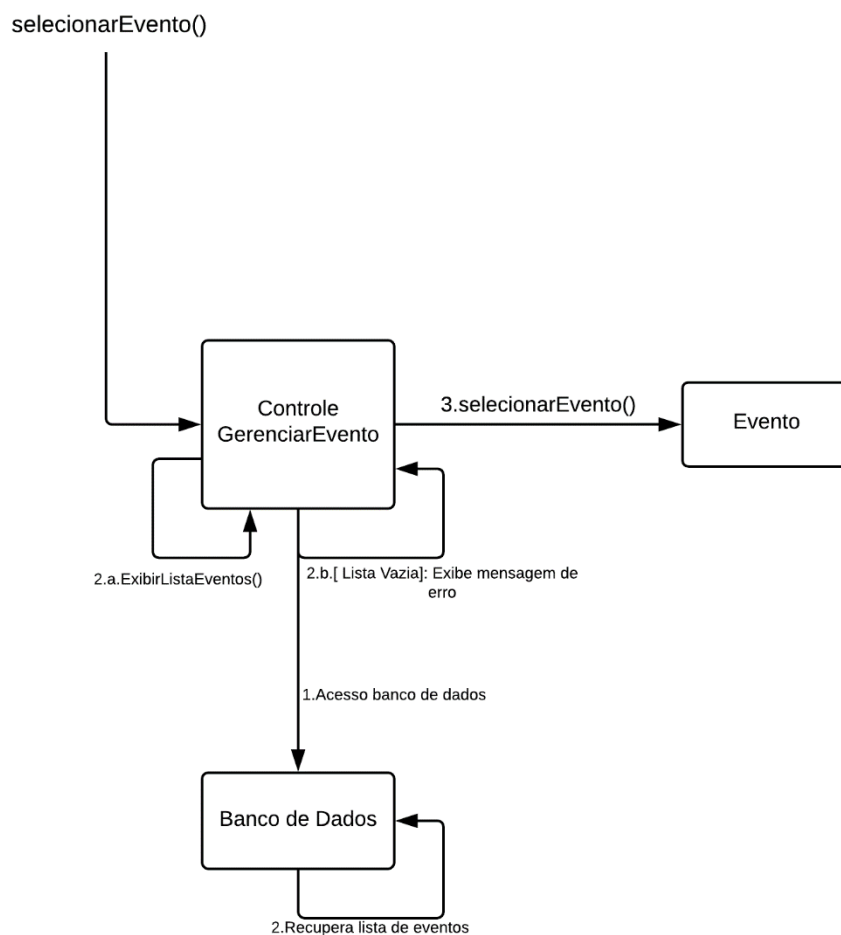 selecionarEvento()
Controle
GerenciarEvento
3.selecionarEvento()
Evento
2.a.ExibirListaEventos()
2.b.[ Lista Vazia]: Exibe mensagem de
erro
1.Acesso banco de dados
Banco de Dados
2.Recupera lista de eventos